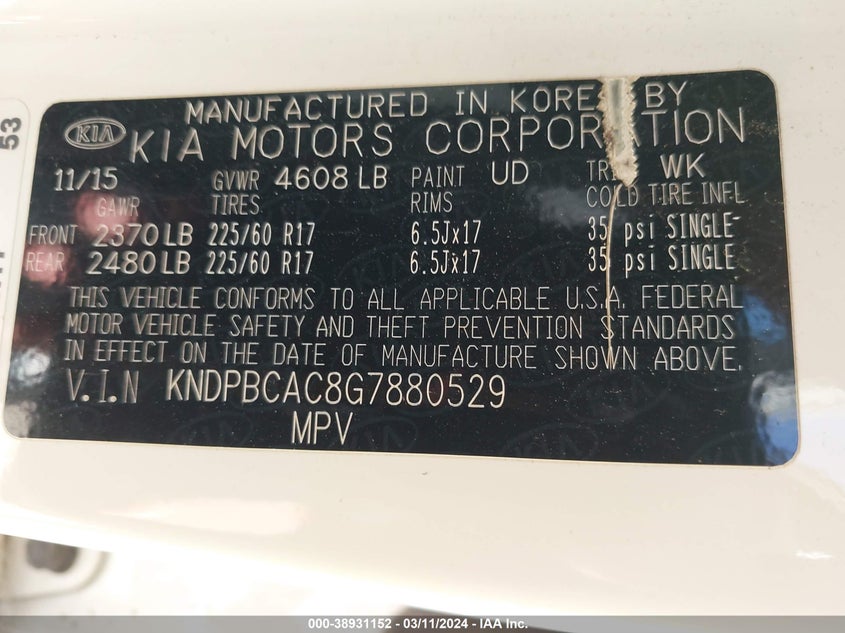 53
MANUFACTURED IN KORE BY
KIA KIA MOTORS CORPORATION
11/15 GVWR 4608 LB PAINT UD WK
GAWR TIRES RIMS COLD TIRE INFL
FRONT 2370 LB 225/60 R17 6.5Jx17 35 psi SINGLE
REAR 2480 LB 225/60 R17 6.5Jx17 35 psi SINGLE
THIS VEHICLE CONFORMS TO ALL APPLICABLE U.S.A. FEDERAL
MOTOR VEHICLE SAFETY AND THEFT PREVENTION STANDARDS
IN EFFECT ON THE DATE OF MANUFACTURE SHOWN ABOVE.
V.I.N KNDPBCAC8G7880529
MPV
000-38931152 — 03/11/2024 — IAA Inc.